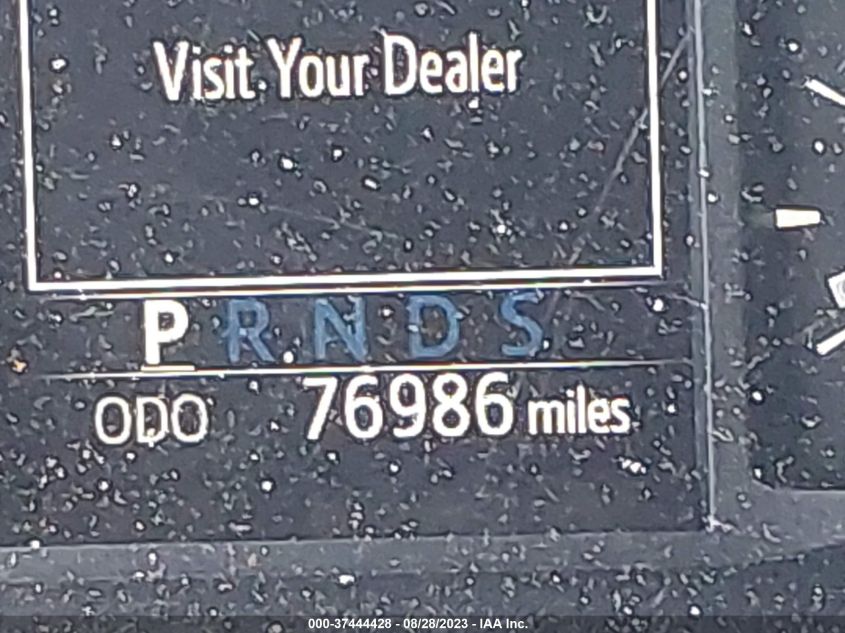 Visit Your Dealer
P R N D S
ODO 76986 miles
000-37444428 - 08/28/2023 - IAA Inc.